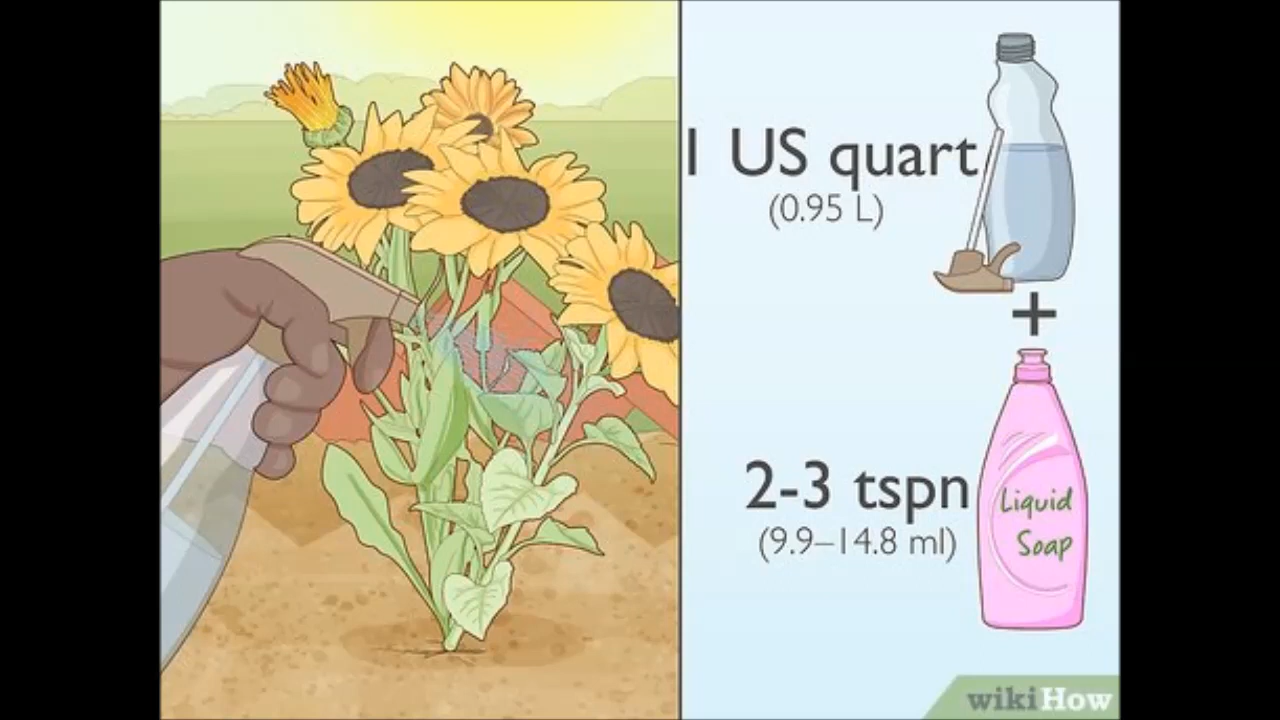 1 US quart
(0.95 L)
+
2-3 tspn
(9.9–14.8 ml)
Liquid
Soap
wikiHow